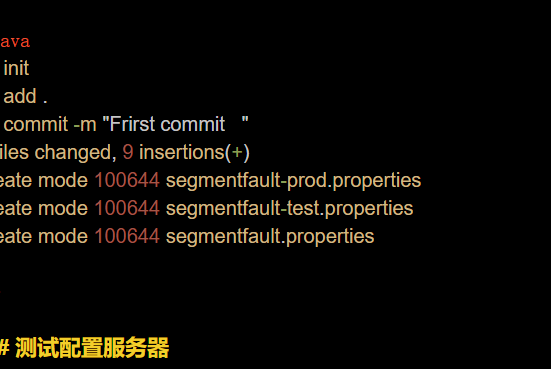 ava
init
add .
commit -m "Frirst commit   "
iles changed, 9 insertions(+)
eate mode 100644 segmentfault-prod.properties
eate mode 100644 segmentfault-test.properties
eate mode 100644 segmentfault.properties
# 测试配置服务器